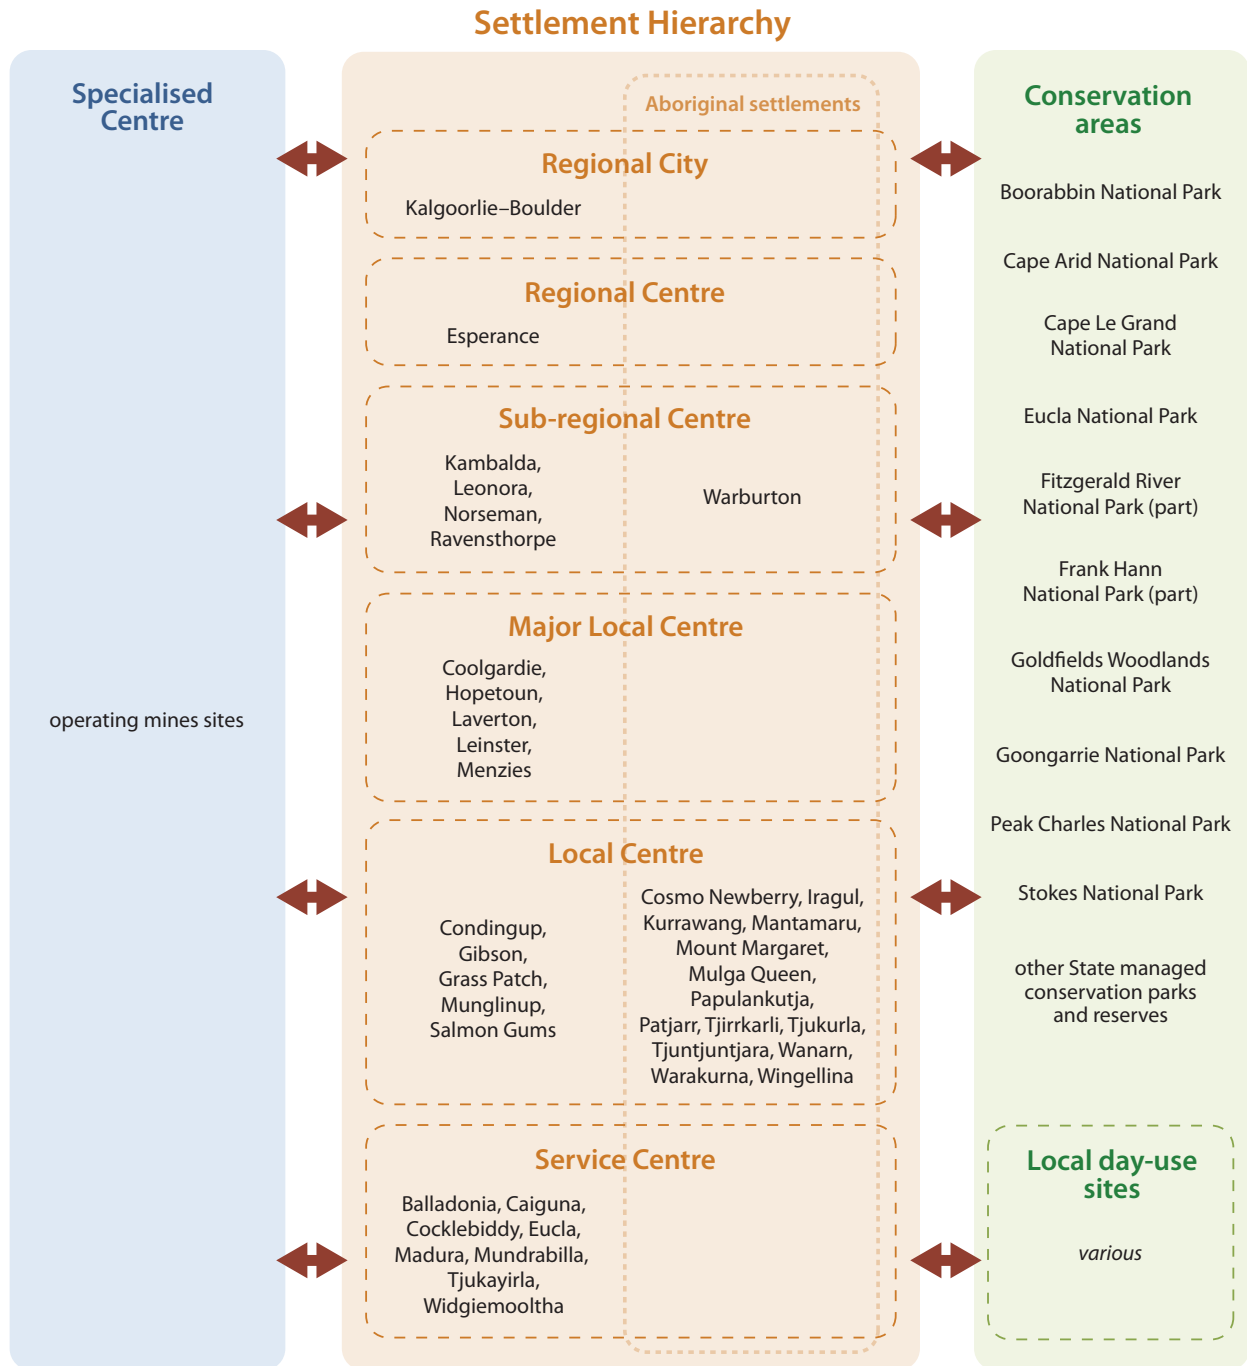 Settlement Hierarchy
Specialised
Centre
operating mines sites
Aboriginal settlements
Regional City
Kalgoorlie–Boulder
Regional Centre
Esperance
Sub-regional Centre
Kambalda,
Leonora,
Norseman,
Ravensthorpe
Warburton
Major Local Centre
Coolgardie,
Hopetoun,
Laverton,
Leinster,
Menzies
Local Centre
Condingup,
Gibson,
Grass Patch,
Munglinup,
Salmon Gums
Cosmo Newberry, Iragul,
Kurrawang, Mantamaru,
Mount Margaret,
Mulga Queen,
Papulankutja,
Patjarr, Tjirrkarli, Tjukurla,
Tjuntjuntjara, Wanarn,
Warakurna, Wingellina
Service Centre
Balladonia, Caiguna,
Cocklebiddy, Eucla,
Madura, Mundrabilla,
Tjukayirla,
Widgiemooltha
Conservation
areas
Boorabbin National Park
Cape Arid National Park
Cape Le Grand
National Park
Eucla National Park
Fitzgerald River
National Park (part)
Frank Hann
National Park (part)
Goldfields Woodlands
National Park
Goongarrie National Park
Peak Charles National Park
Stokes National Park
other State managed
conservation parks
and reserves
Local day-use
sites
various